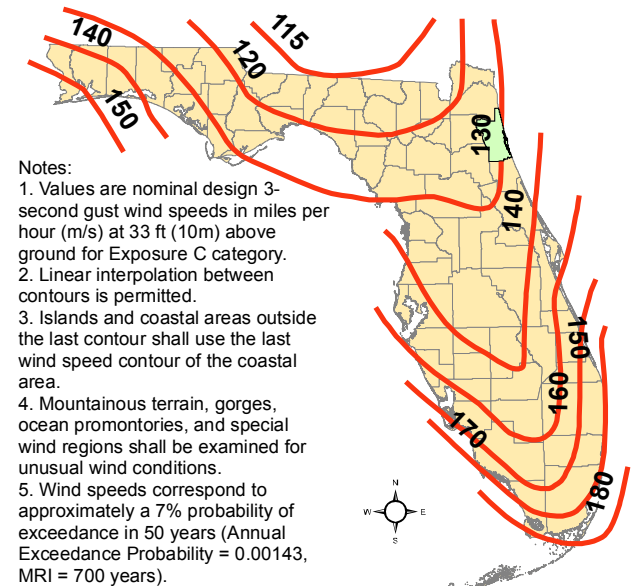 115
140
120
150
130
140
Notes:
1. Values are nominal design 3-
second gust wind speeds in miles per
hour (m/s) at 33 ft (10m) above
ground for Exposure C category.
2. Linear interpolation between
contours is permitted.
3. Islands and coastal areas outside
the last contour shall use the last
wind speed contour of the coastal
area.
4. Mountainous terrain, gorges,
ocean promontories, and special
wind regions shall be examined for
unusual wind conditions.
5. Wind speeds correspond to
approximately a 7% probability of
exceedance in 50 years (Annual
Exceedance Probability = 0.00143,
MRI = 700 years).
150
160
170
180
N
W E
S